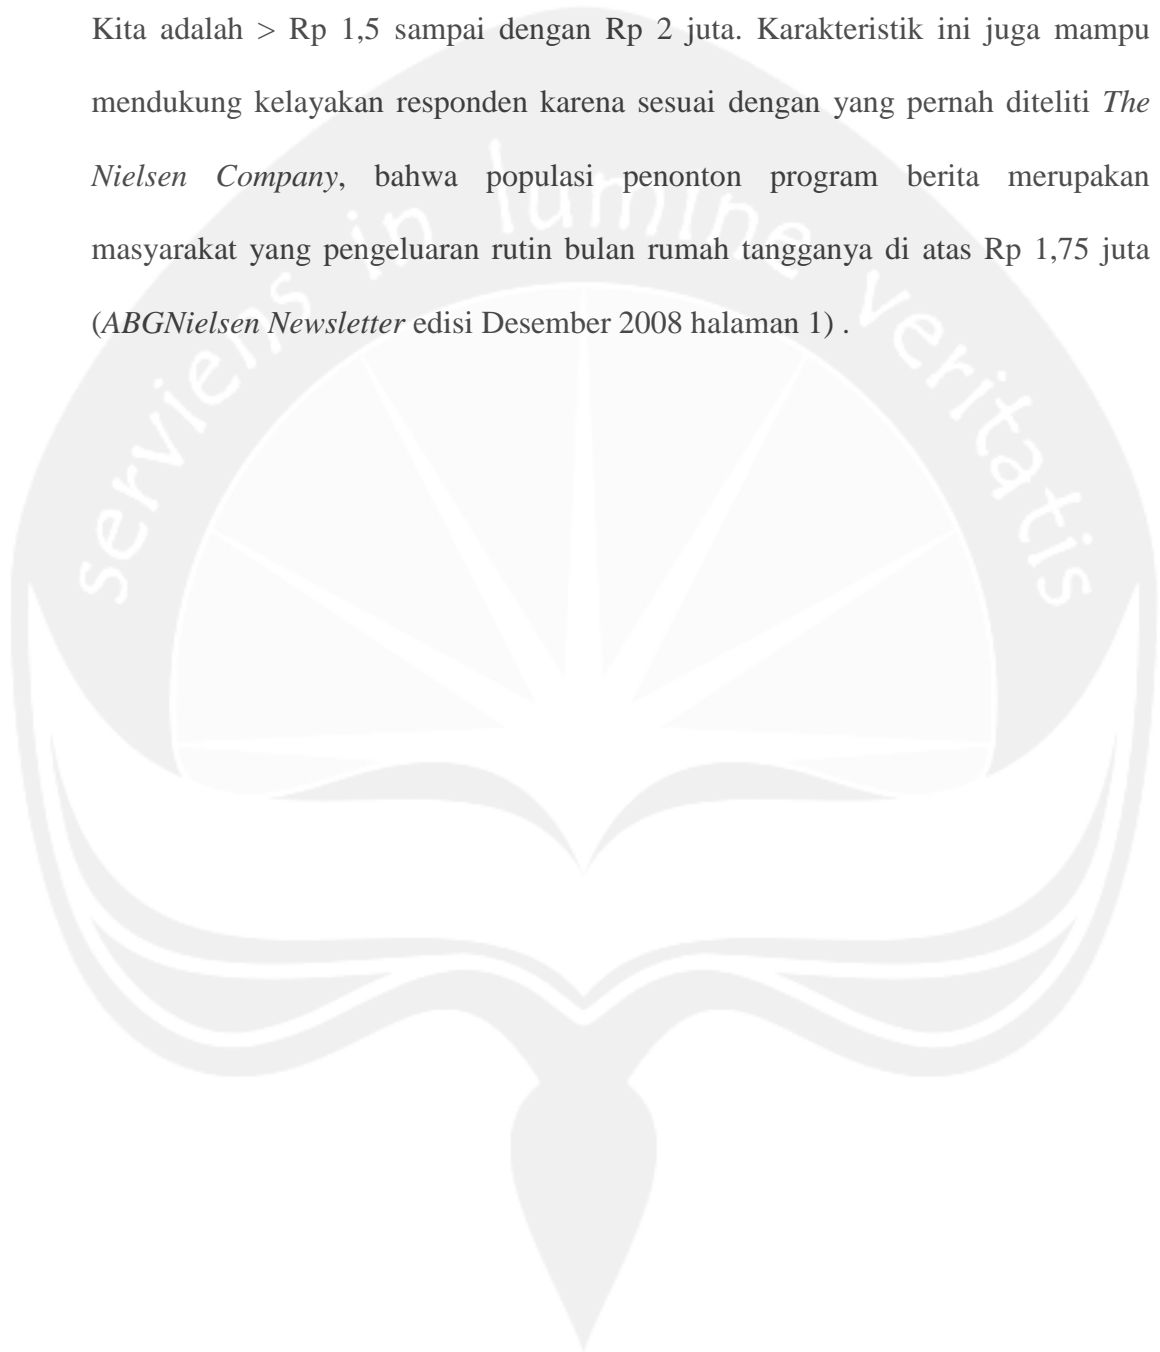 Kita adalah > Rp 1,5 sampai dengan Rp 2 juta. Karakteristik ini juga mampu
mendukung kelayakan responden karena sesuai dengan yang pernah diteliti The
Nielsen Company, bahwa populasi penonton program berita merupakan
masyarakat yang pengeluaran rutin bulan rumah tangganya di atas Rp 1,75 juta
(ABGNielsen Newsletter edisi Desember 2008 halaman 1) .
serviens in lumine veritatis